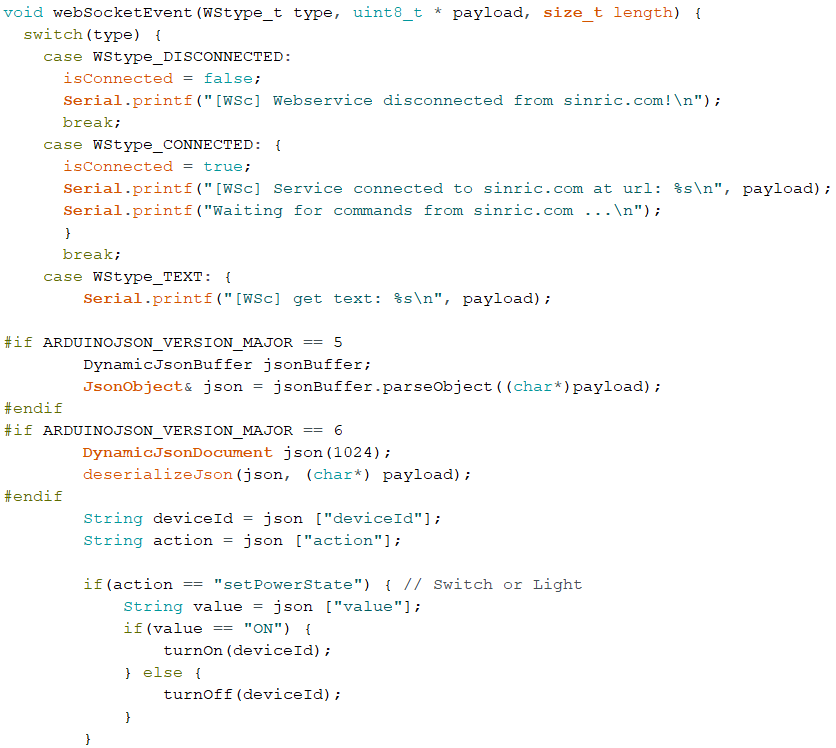 void webSocketEvent(WStype_t type, uint8_t * payload, size_t length) {
  switch(type) {
    case WStype_DISCONNECTED:
      isConnected = false;
      Serial.printf("[WSc] Webservice disconnected from sinric.com!\n");
      break;
    case WStype_CONNECTED: {
      isConnected = true;
      Serial.printf("[WSc] Service connected to sinric.com at url: %s\n", payload);
      Serial.printf("Waiting for commands from sinric.com ...\n");
      }
      break;
    case WStype_TEXT: {
        Serial.printf("[WSc] get text: %s\n", payload);

#if ARDUINOJSON_VERSION_MAJOR == 5
        DynamicJsonBuffer jsonBuffer;
        JsonObject& json = jsonBuffer.parseObject((char*)payload);
#endif
#if ARDUINOJSON_VERSION_MAJOR == 6
        DynamicJsonDocument json(1024);
        deserializeJson(json, (char*) payload);
#endif
        String deviceId = json ["deviceId"];
        String action = json ["action"];

        if(action == "setPowerState") { // Switch or Light
            String value = json ["value"];
            if(value == "ON") {
                turnOn(deviceId);
            } else {
                turnOff(deviceId);
            }
        }